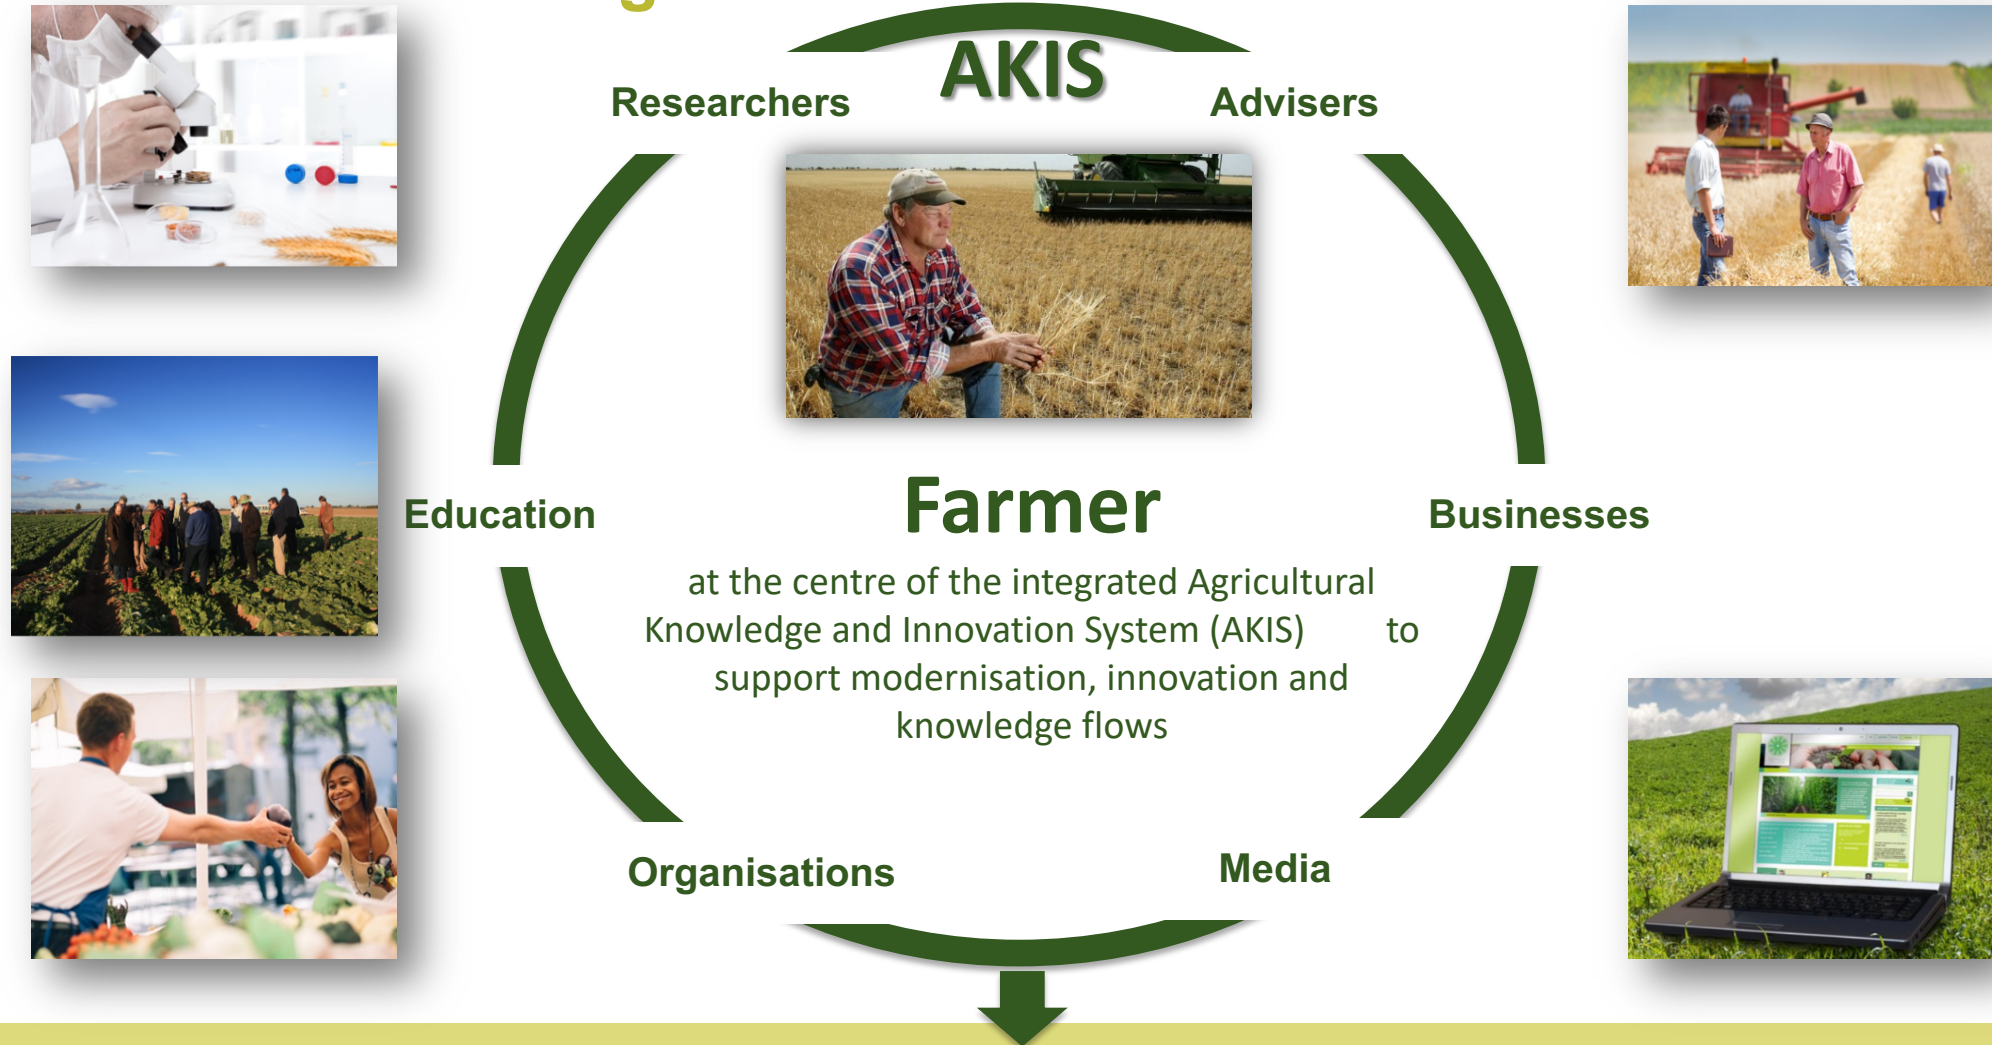 AKIS
Researchers
Advisers
Education
Farmer
Businesses
at the centre of the integrated Agricultural
Knowledge and Innovation System (AKIS) to
support modernisation, innovation and
knowledge flows
Organisations
Media